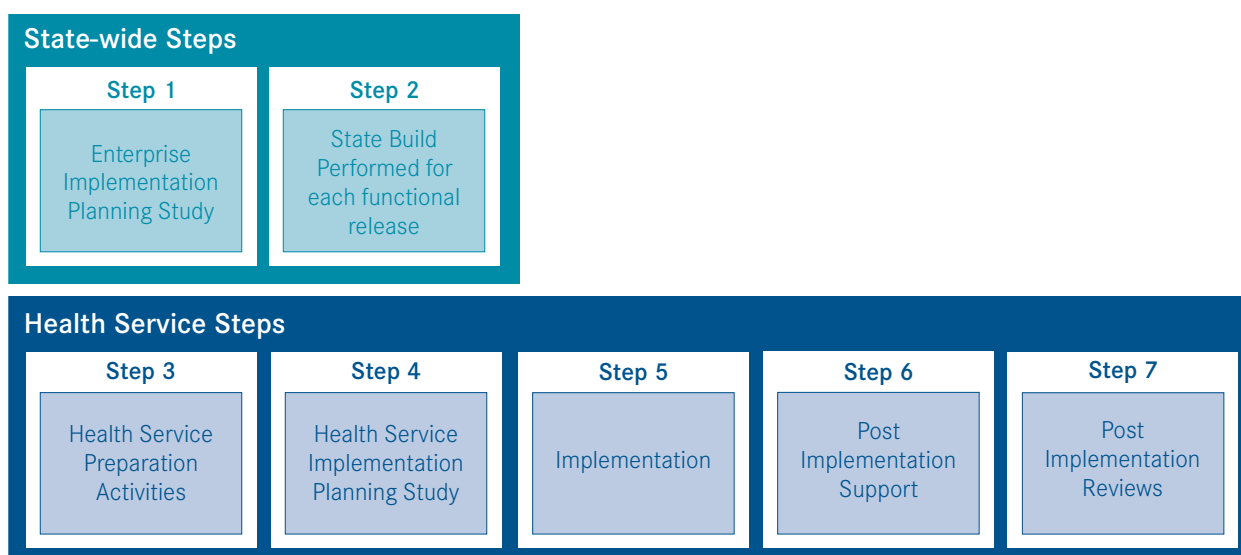 State-wide Steps
Step 1
Enterprise
Implementation
Planning Study
Step 2
State Build
Performed for
each functional
release
Health Service Steps
Step 3
Health Service
Preparation
Activities
Step 4
Health Service
Implementation
Planning Study
Step 5
Implementation
Step 6
Post
Implementation
Support
Step 7
Post
Implementation
Reviews